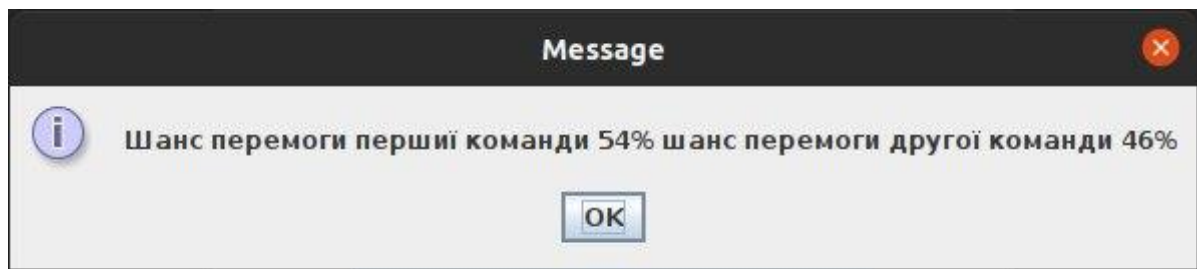 Message
Шанс перемоги першиї команди 54% шанс перемоги другої команди 46%
OK